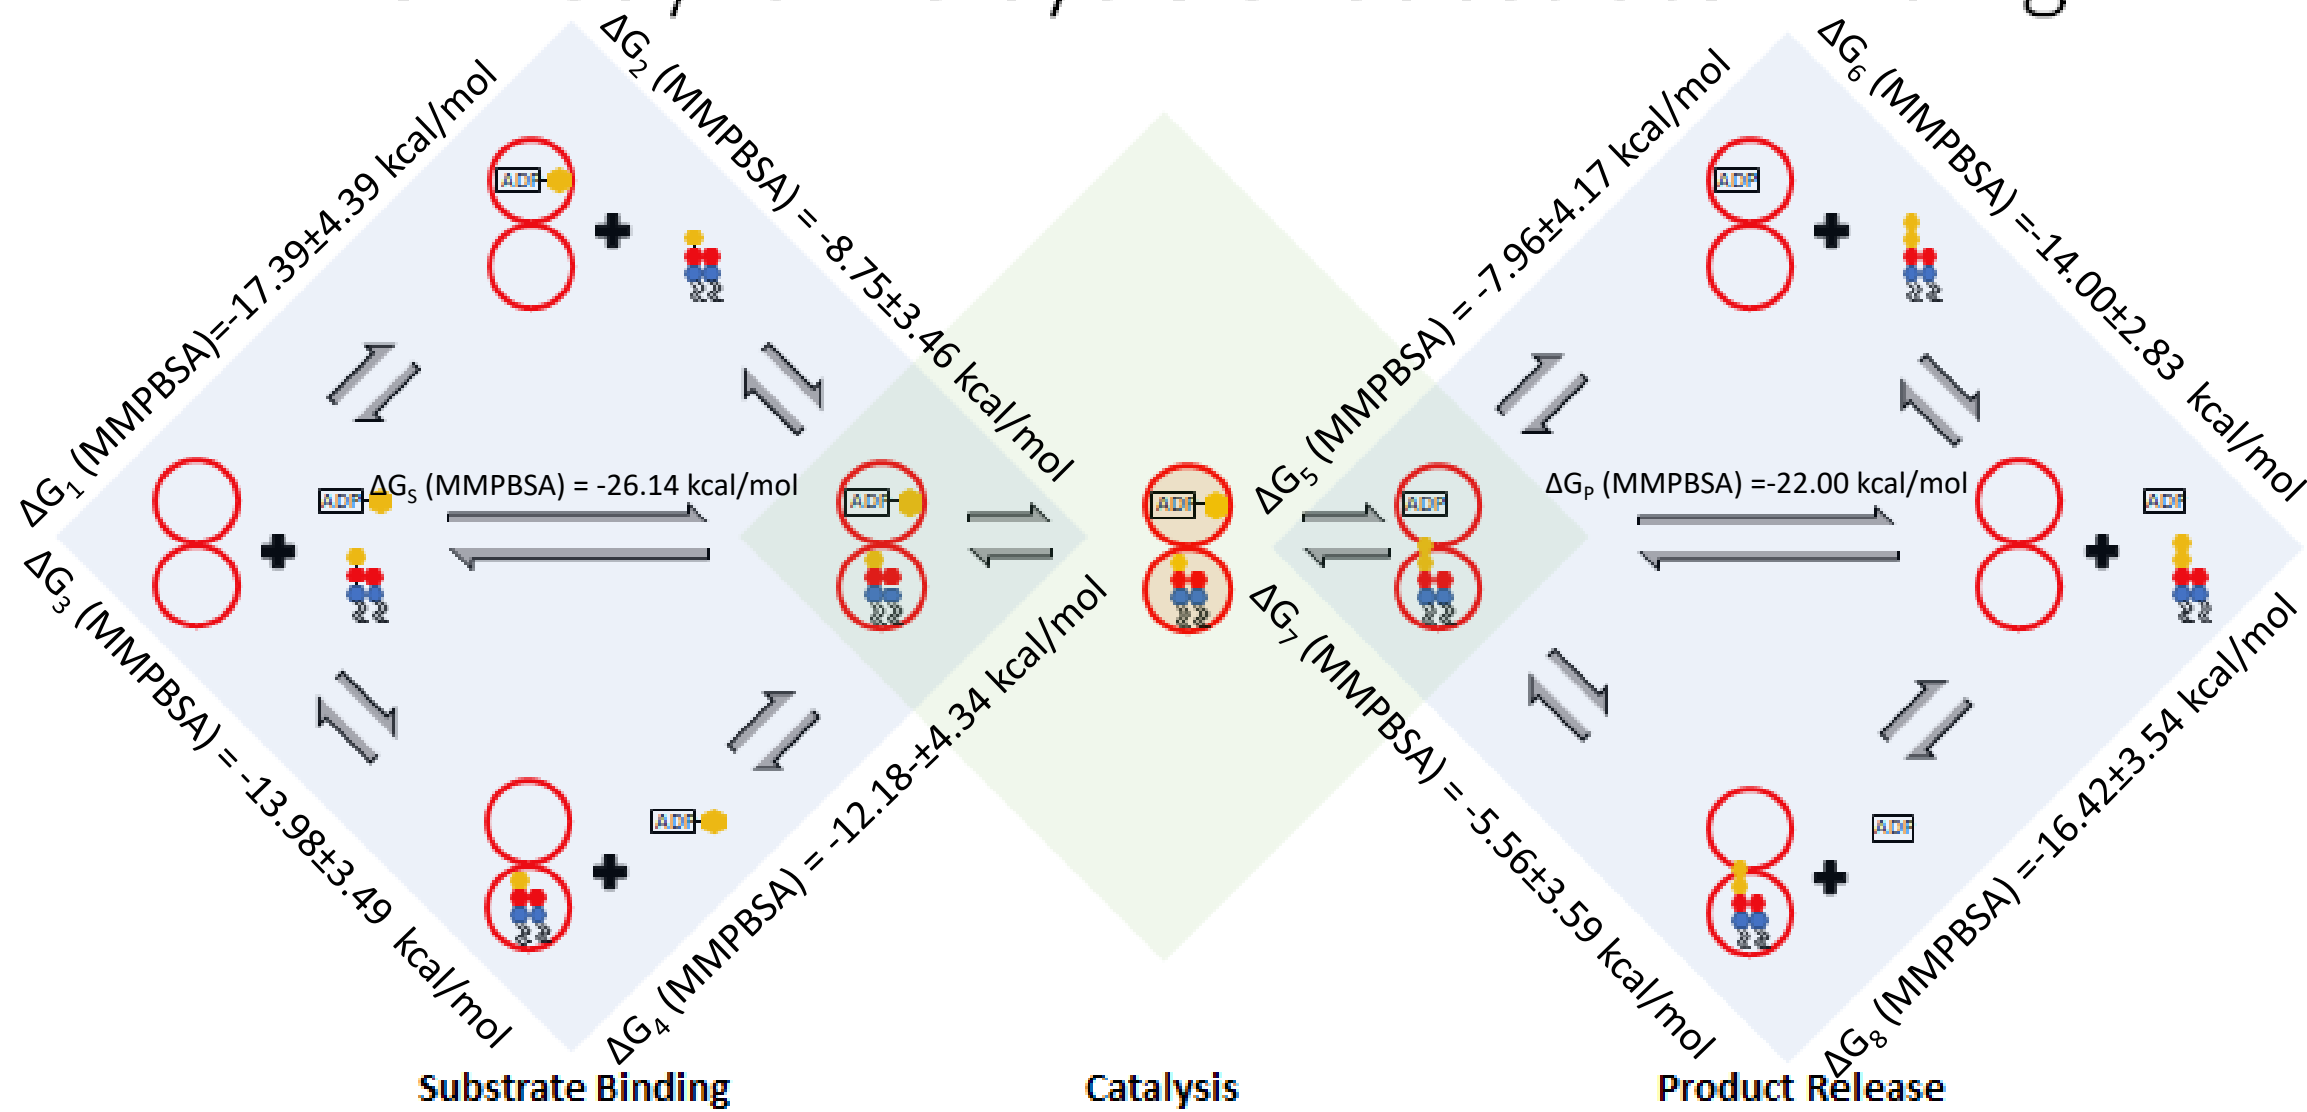 ΔG₁ (MMPBSA)=-17.39±4.39 kcal/mol
ΔG₂ (MMPBSA) = -8.75±3.46 kcal/mol
ΔG₅ (MMPBSA) = -7.96±4.17 kcal/mol
ΔG₆ (MMPBSA) =-14.00±2.83 kcal/mol
ADP
ADP
ΔGₛ (MMPBSA) = -26.14 kcal/mol
ΔGₚ (MMPBSA) =-22.00 kcal/mol
ADP
ADP
ADP
ADP
ADP
ΔG₃ (MMPBSA) = -13.98±3.49 kcal/mol
ΔG₄ (MMPBSA) = -12.18-±4.34 kcal/mol
ΔG₇ (MMPBSA) = -5.56±3.59 kcal/mol
ΔG₈ (MMPBSA) =-16.42±3.54 kcal/mol
ADP
ADP
Substrate Binding
Catalysis
Product Release